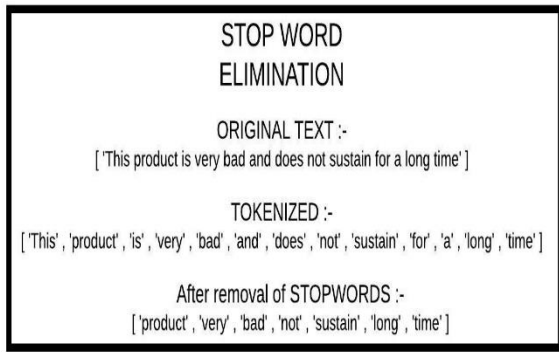 STOP WORD
ELIMINATION
ORIGINAL TEXT :-
[ 'This product is very bad and does not sustain for a long time' ]
TOKENIZED :-
[ 'This' , 'product' , 'is' , 'very' , 'bad' , 'and' , 'does' , 'not' , 'sustain' , 'for' , 'a' , 'long' , 'time' ]
After removal of STOPWORDS :-
[ 'product' , 'very' , 'bad' , 'not' , 'sustain' , 'long' , 'time' ]